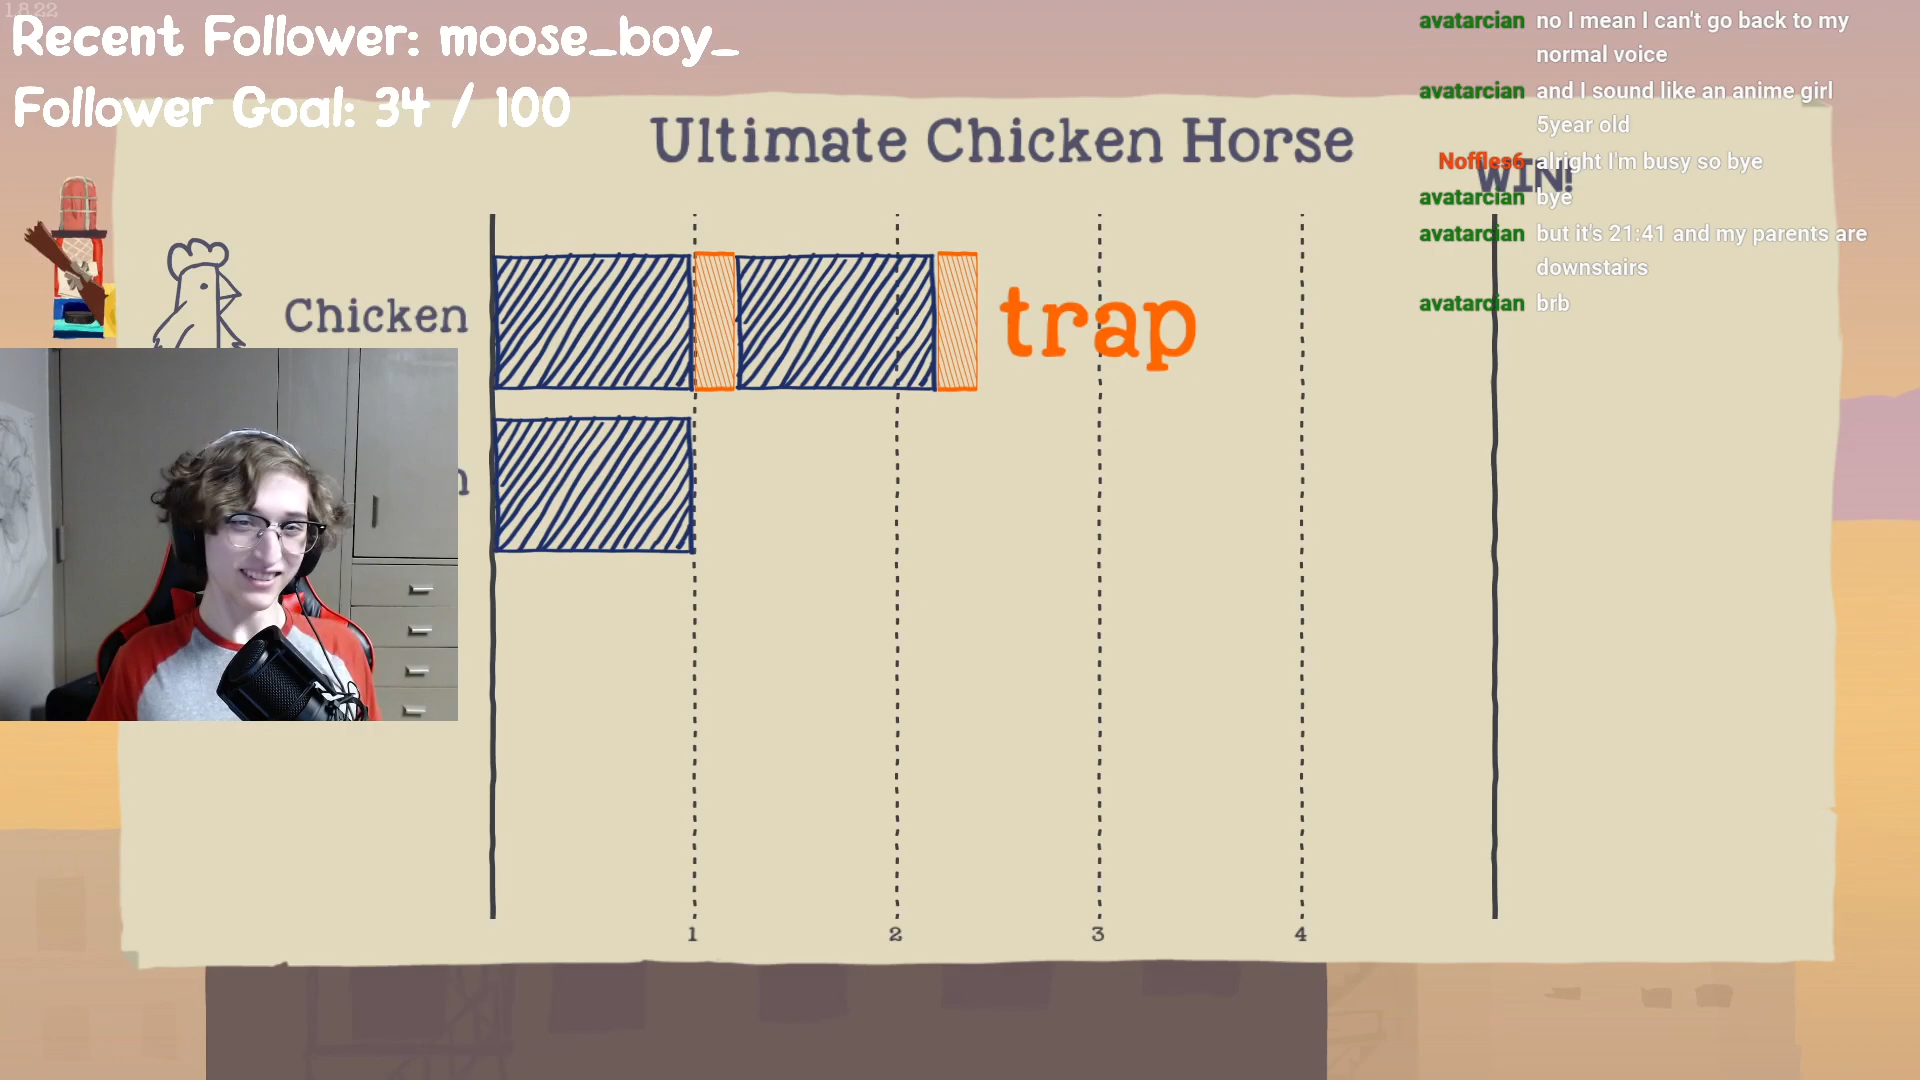 18.22
Recent Follower: moose_boy_
Follower Goal: 34 / 100
Ultimate Chicken Horse
WIN!
Chicken
trap
1 2 3 4
avatarcian no I mean I can't go back to my
normal voice
avatarcian and I sound like an anime girl
5year old
Noffles6 alright I'm busy so bye
avatarcian bye
avatarcian but it's 21:41 and my parents are
downstairs
avatarcian brb